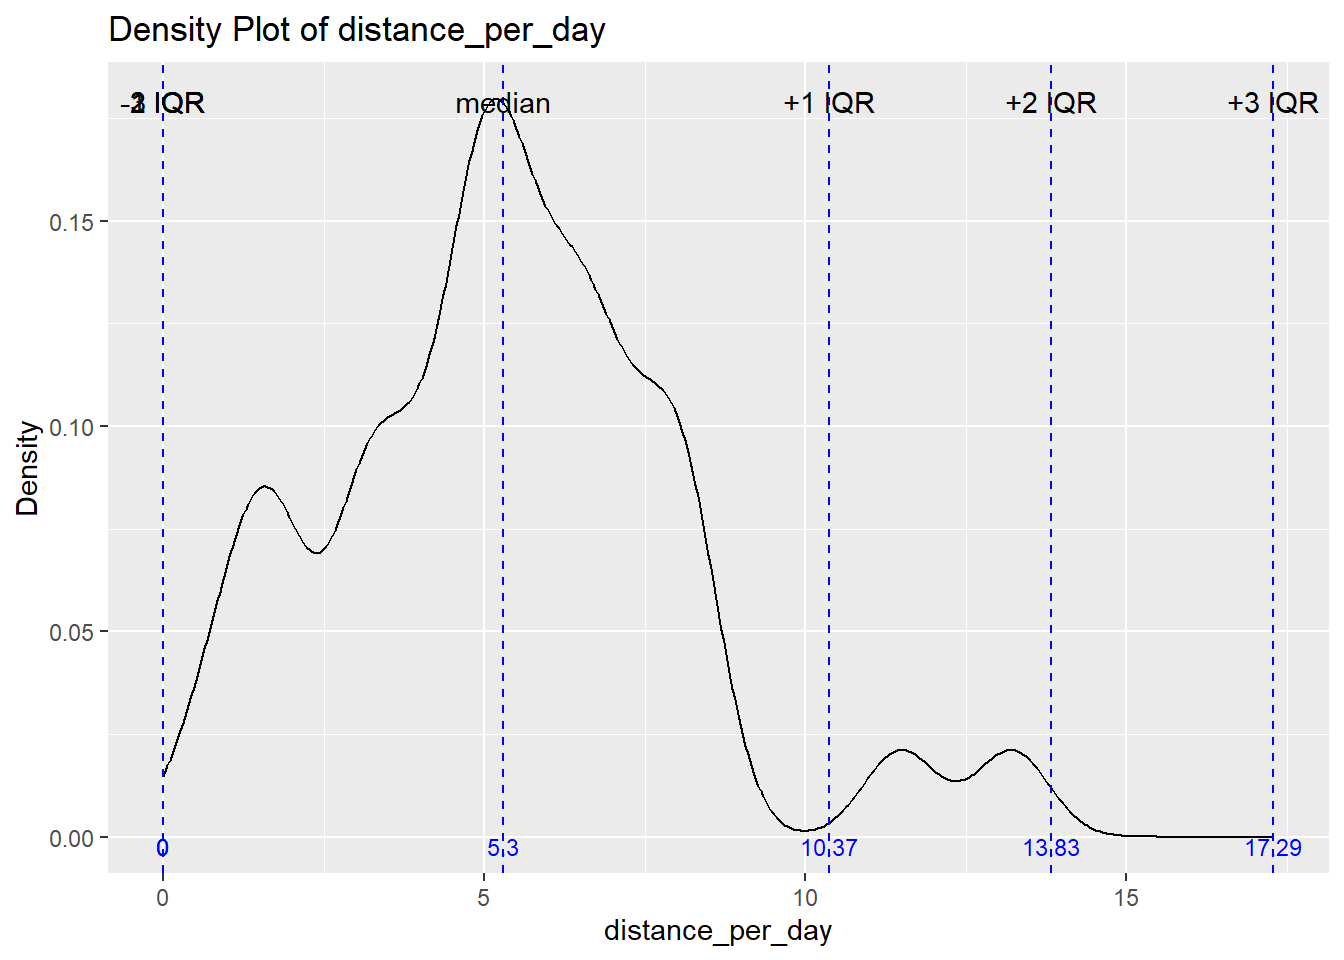 Density Plot of distance_per_day
IQR
median
+1 IQR
+2 IQR
+3 IQR
0.15
0.10
0.05
0.00
Density
0
5.3
10.37
13.83
17.29
0
5
10
15
distance_per_day